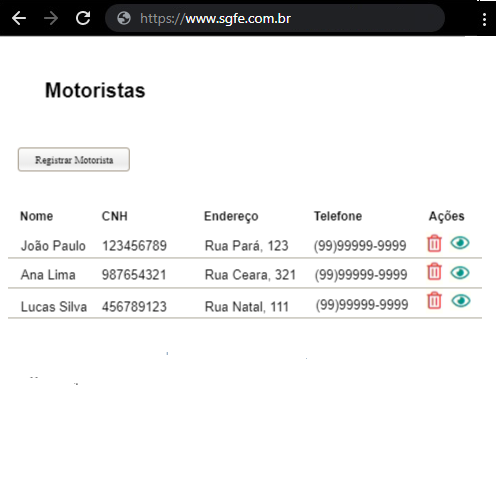 https://www.sgfe.com.br
Motoristas
Registrar Motorista
Nome CNH Endereço Telefone Ações
João Paulo 123456789 Rua Pará, 123 (99)99999-9999
Ana Lima 987654321 Rua Ceara, 321 (99)99999-9999
Lucas Silva 456789123 Rua Natal, 111 (99)99999-9999